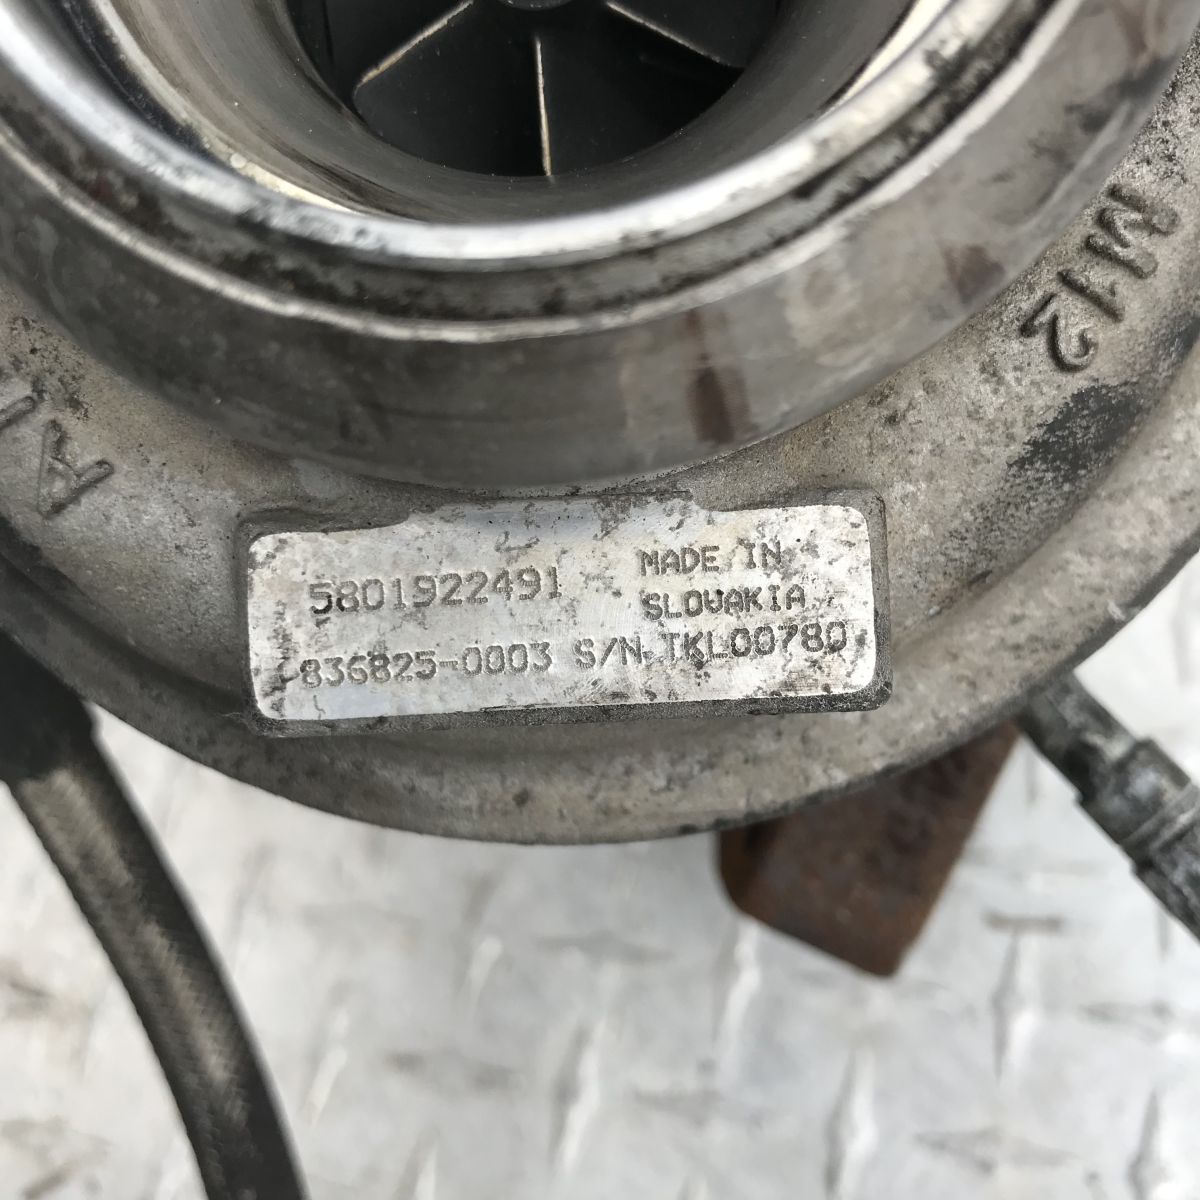 M12
5801922491
MADE IN
SLOVAKIA
836825-0003 S/N TKL00780